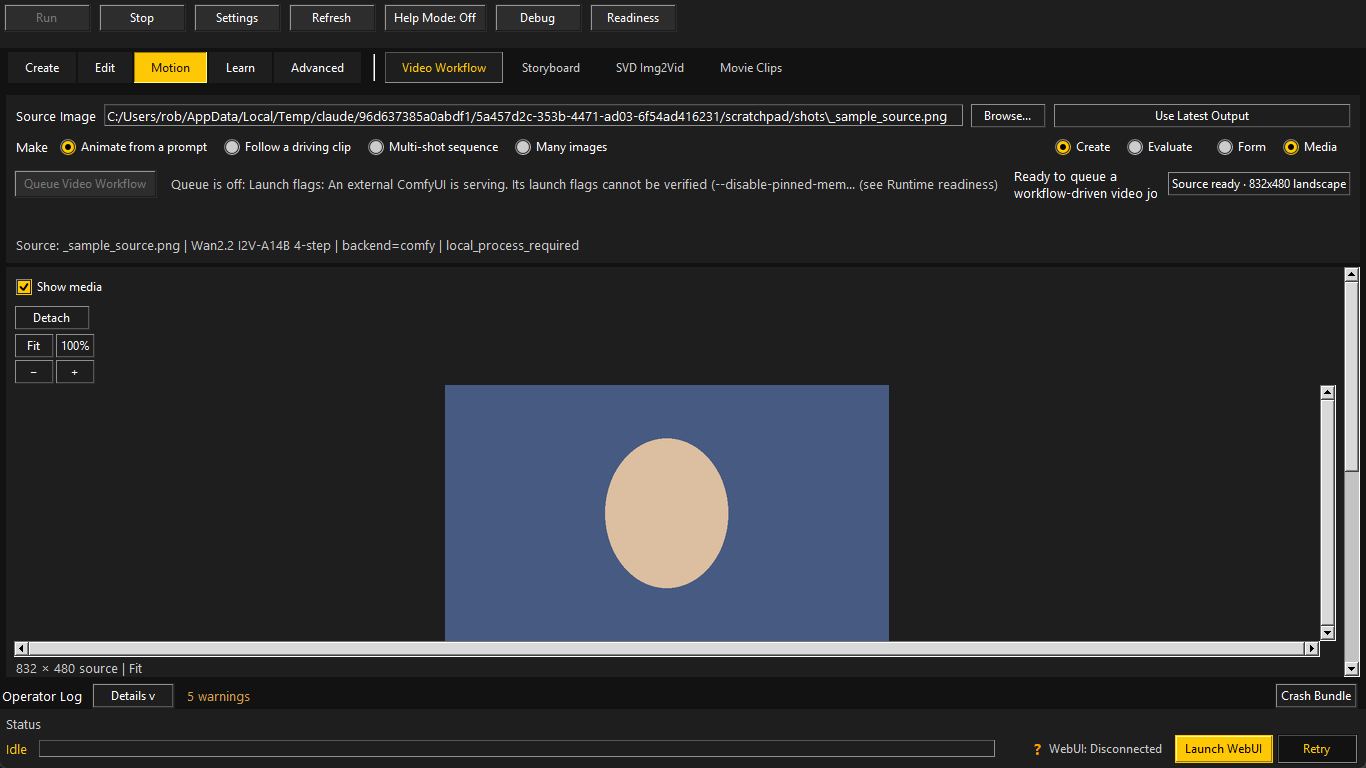 Run Stop Settings Refresh Help Mode: Off Debug Readiness
Create Edit Motion Learn Advanced Video Workflow Storyboard SVD Img2Vid Movie Clips
Source Image C:/Users/rob/AppData/Local/Temp/claude/96d637385a0abdf1/5a457d2c-353b-4471-ad03-6f54ad416231/scratchpad/shots\_sample_source.png Browse... Use Latest Output
Make Animate from a prompt Follow a driving clip Multi-shot sequence Many images Create Evaluate Form Media
Queue Video Workflow Queue is off: Launch flags: An external ComfyUI is serving. Its launch flags cannot be verified (--disable-pinned-mem... (see Runtime readiness) Ready to queue a
workflow-driven video jo Source ready · 832x480 landscape
Source: _sample_source.png | Wan2.2 I2V-A14B 4-step | backend=comfy | local_process_required
Show media
Detach
Fit 100%
− +
832 × 480 source | Fit
Operator Log Details v 5 warnings Crash Bundle
Status
Idle ? WebUI: Disconnected Launch WebUI Retry